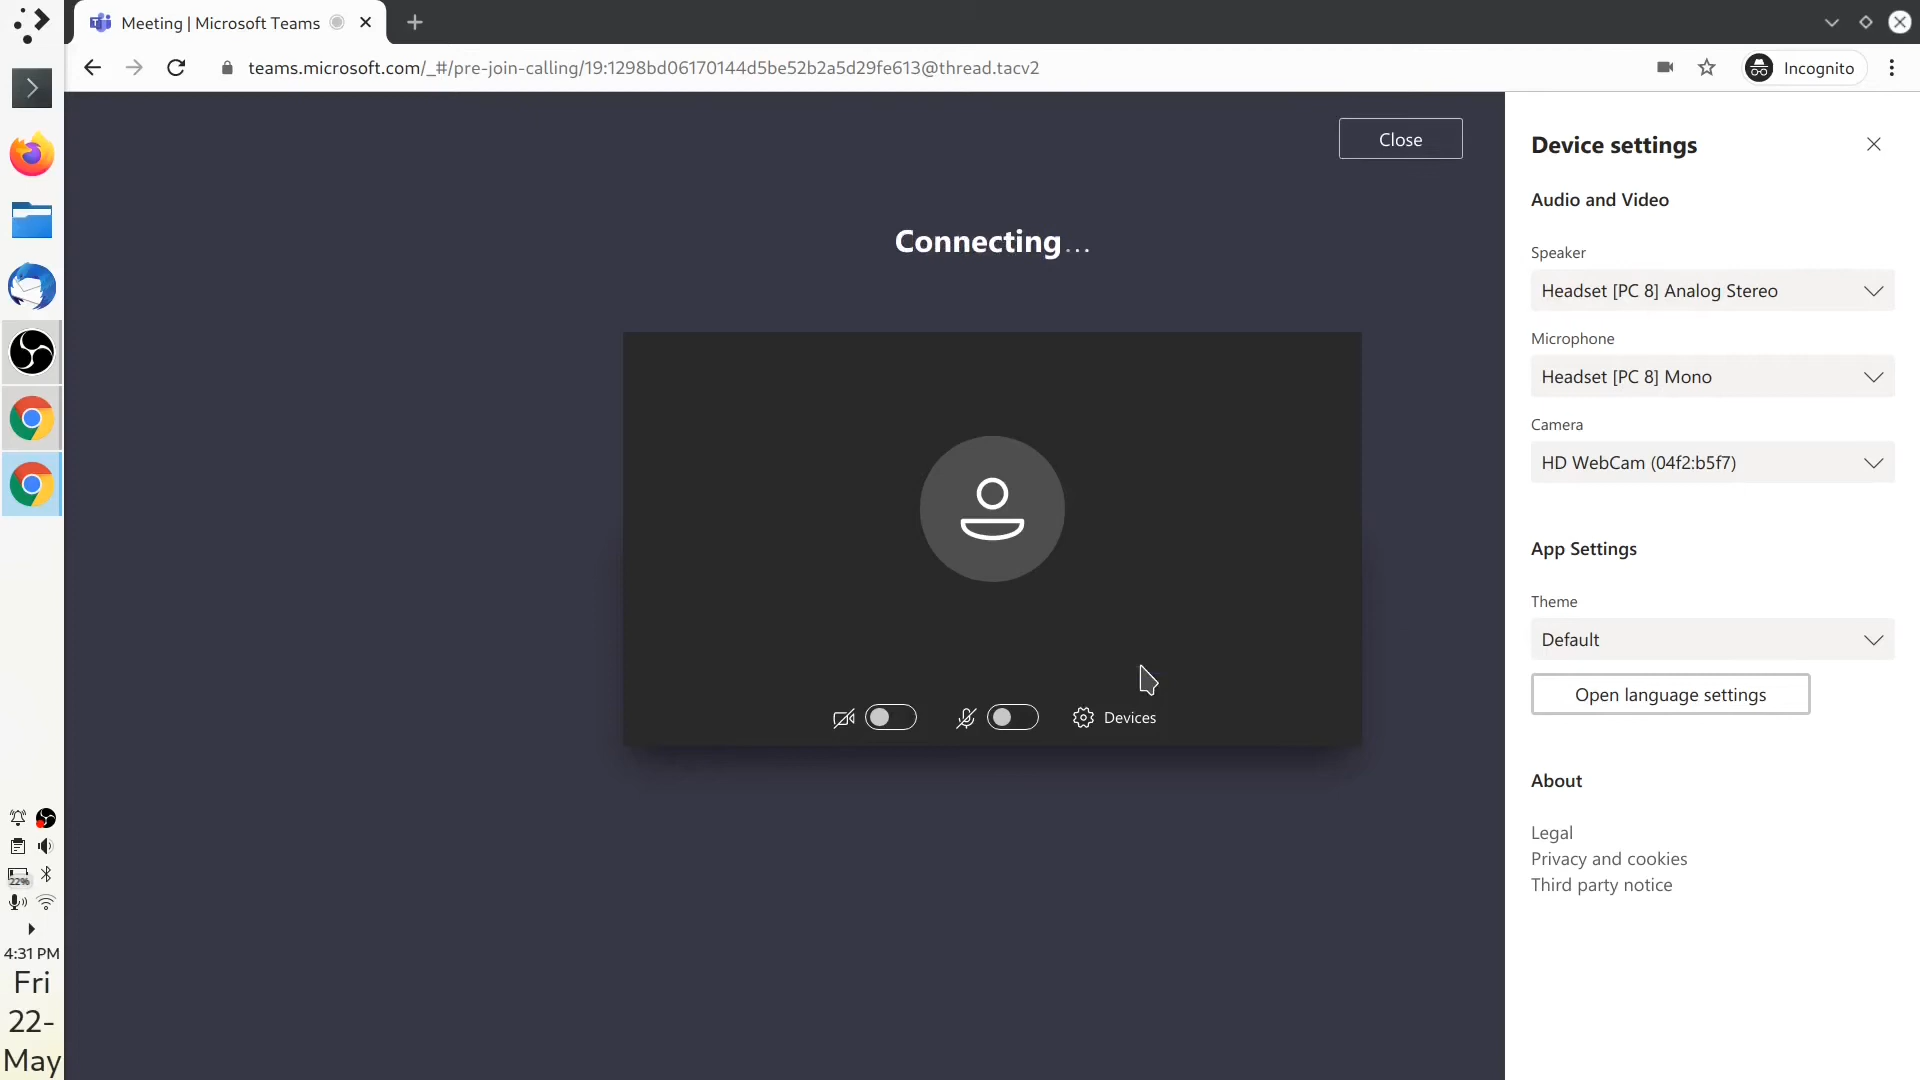 Meeting | Microsoft Teams
teams.microsoft.com/_#/pre-join-calling/19:1298bd06170144d5be52b2a5d29fe613@thread.tacv2
Incognito
Close
Connecting...
Devices
Device settings
Audio and Video
Speaker
Headset [PC 8] Analog Stereo
Microphone
Headset [PC 8] Mono
Camera
HD WebCam (04f2:b5f7)
App Settings
Theme
Default
Open language settings
About
Legal
Privacy and cookies
Third party notice
22%
4:31 PM
Fri
22-
May